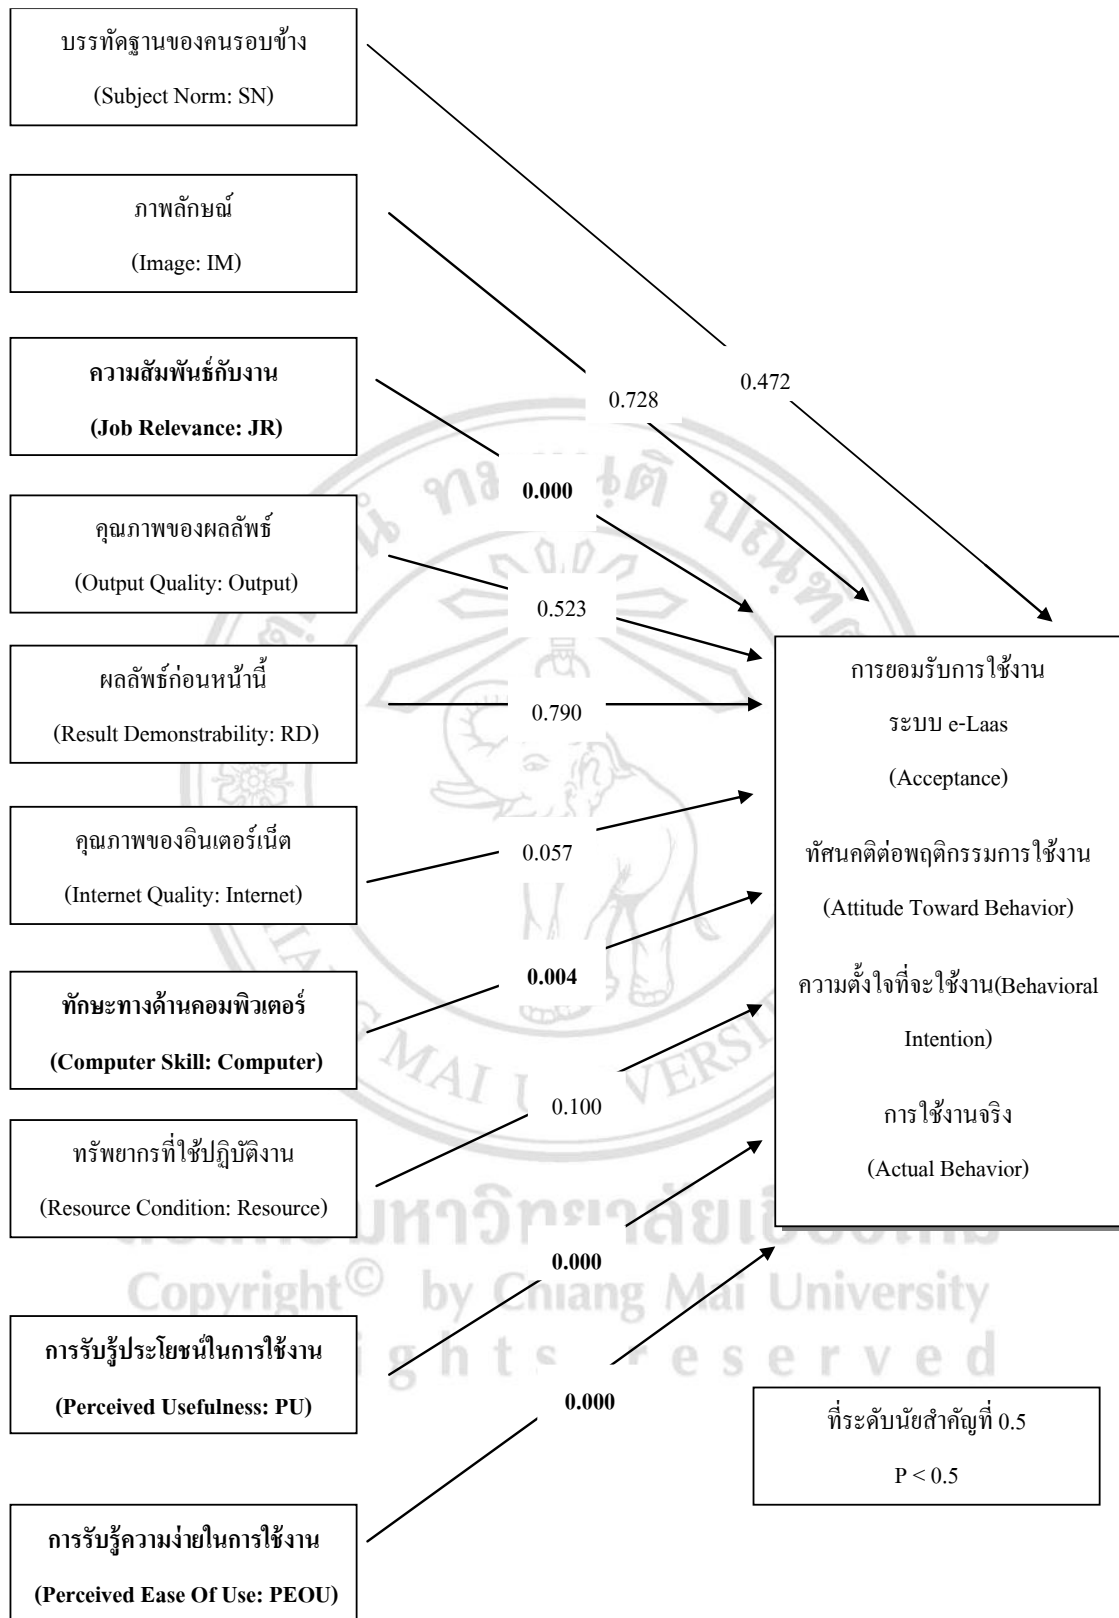 บรรทัดฐานของคนรอบข้าง
(Subject Norm: SN)
ภาพลักษณ์
(Image: IM)
ความสัมพันธ์กับงาน
(Job Relevance: JR)
คุณภาพของผลลัพธ์
(Output Quality: Output)
ผลลัพธ์ก่อนหน้านี้
(Result Demonstrability: RD)
คุณภาพของอินเตอร์เน็ต
(Internet Quality: Internet)
ทักษะทางด้านคอมพิวเตอร์
(Computer Skill: Computer)
ทรัพยากรที่ใช้ปฏิบัติงาน
(Resource Condition: Resource)
การรับรู้ประโยชน์ในการใช้งาน
(Perceived Usefulness: PU)
การรับรู้ความง่ายในการใช้งาน
(Perceived Ease Of Use: PEOU)
0.472
0.728
0.000
0.523
0.790
0.057
0.004
0.100
0.000
0.000
การยอมรับการใช้งาน
ระบบ e-Laas
(Acceptance)
ทัศนคติต่อพฤติกรรมการใช้งาน
(Attitude Toward Behavior)
ความตั้งใจที่จะใช้งาน(Behavioral
Intention)
การใช้งานจริง
(Actual Behavior)
ที่ระดับนัยสำคัญที่ 0.5
P < 0.5
Copyright© by Chiang Mai University
ights reserved